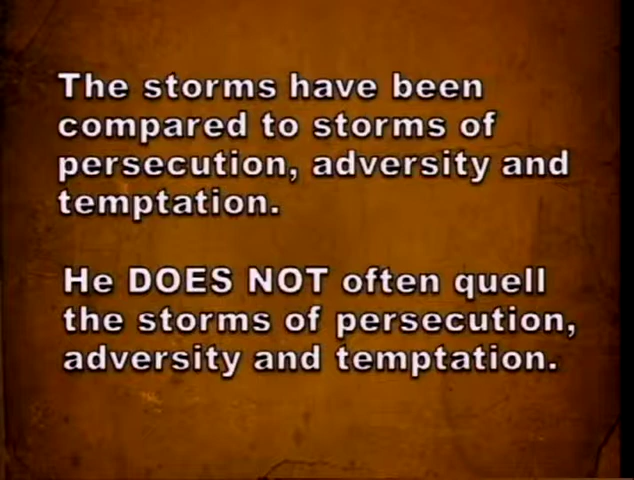 The storms have been
compared to storms of
persecution, adversity and
temptation.
He DOES NOT often quell
the storms of persecution,
adversity and temptation.